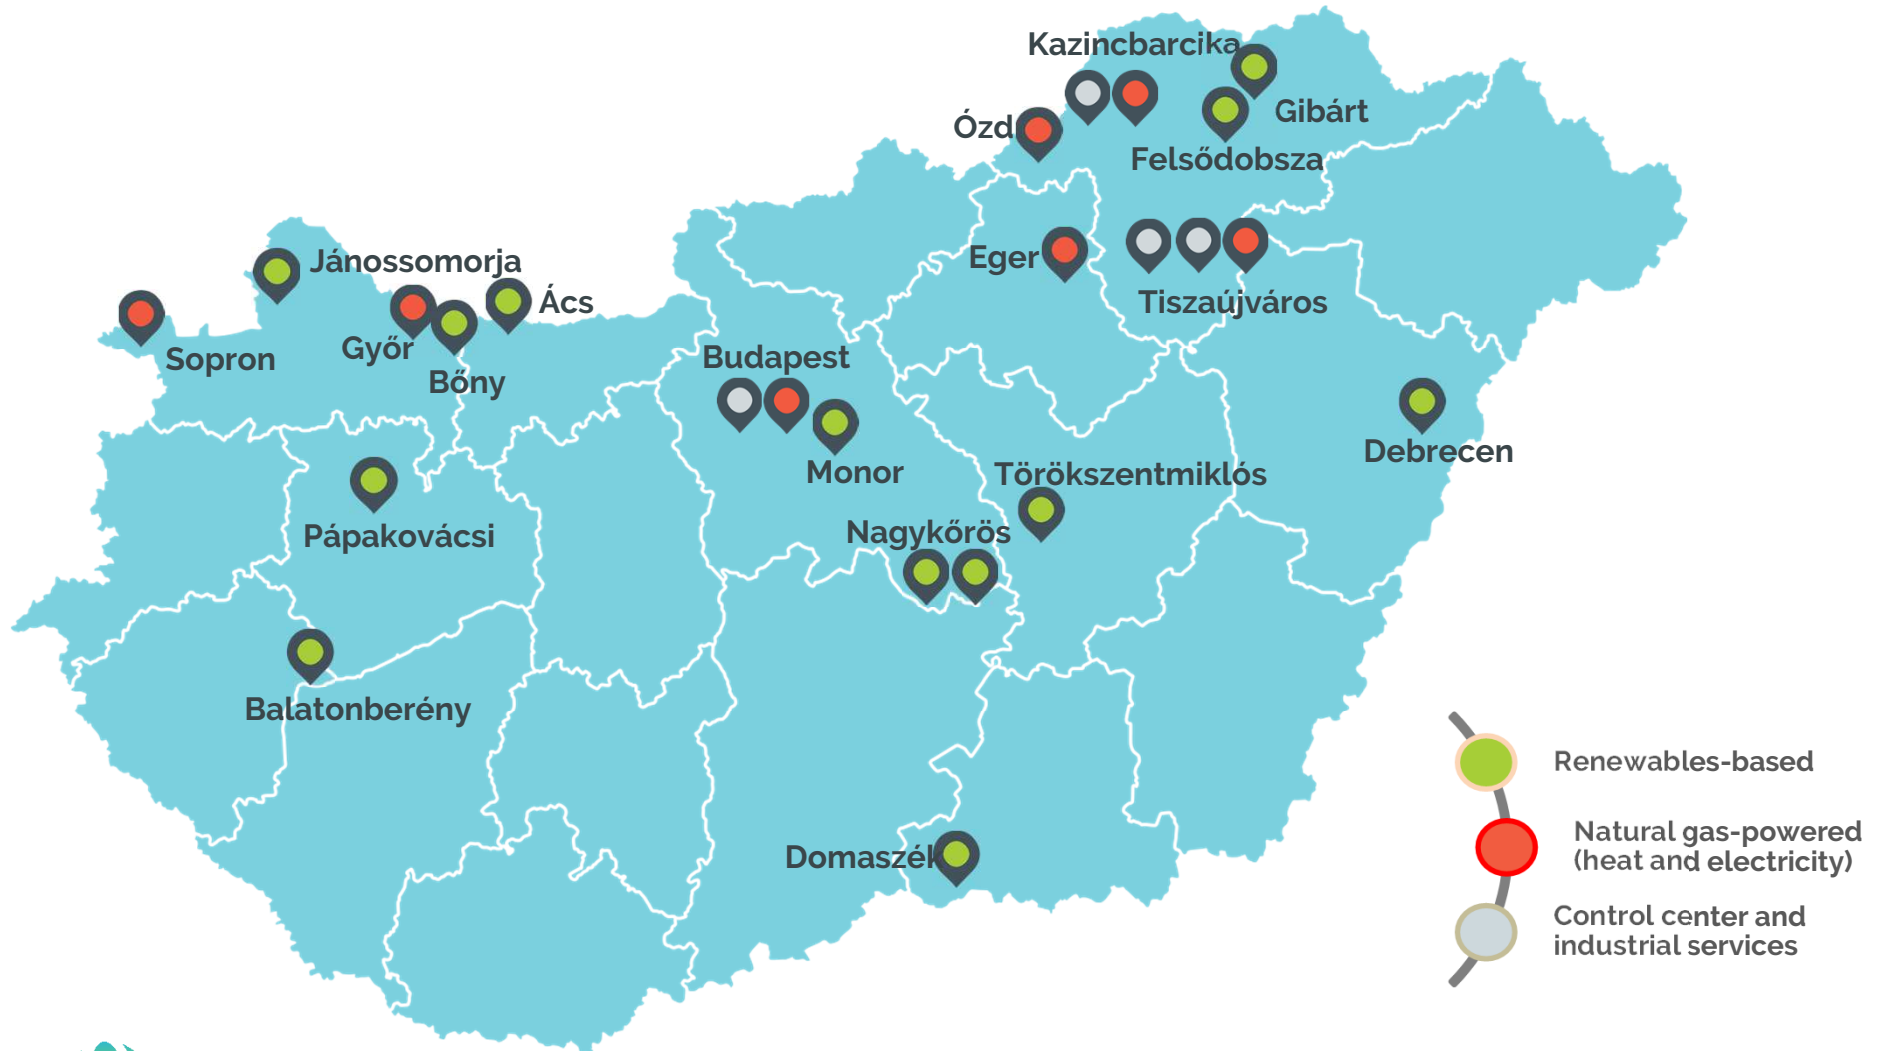 Kazincbarcika
Gibárt
Ózd
Felsődobsza
Eger
Jánossomorja
Ács
Tiszaújváros
Sopron
Győr
Budapest
Bőny
Debrecen
Monor
Törökszentmiklós
Pápakovácsi
Nagykőrös
Balatonberény
Domaszék
Renewables-based
Natural gas-powered
(heat and electricity)
Control center and
industrial services